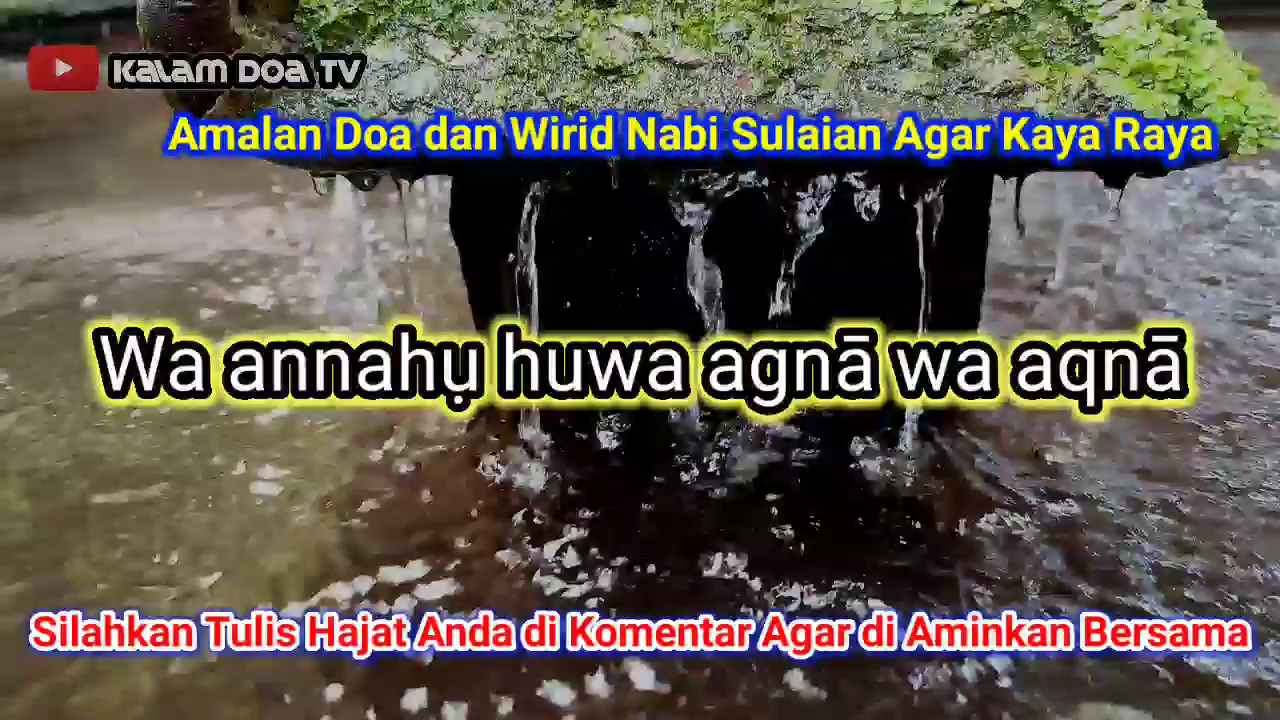 KALAM DOA TV
Amalan Doa dan Wirid Nabi Sulaian Agar Kaya Raya
Wa annahụ huwa agnā wa aqnā
Silahkan Tulis Hajat Anda di Komentar Agar di Aminkan Bersama